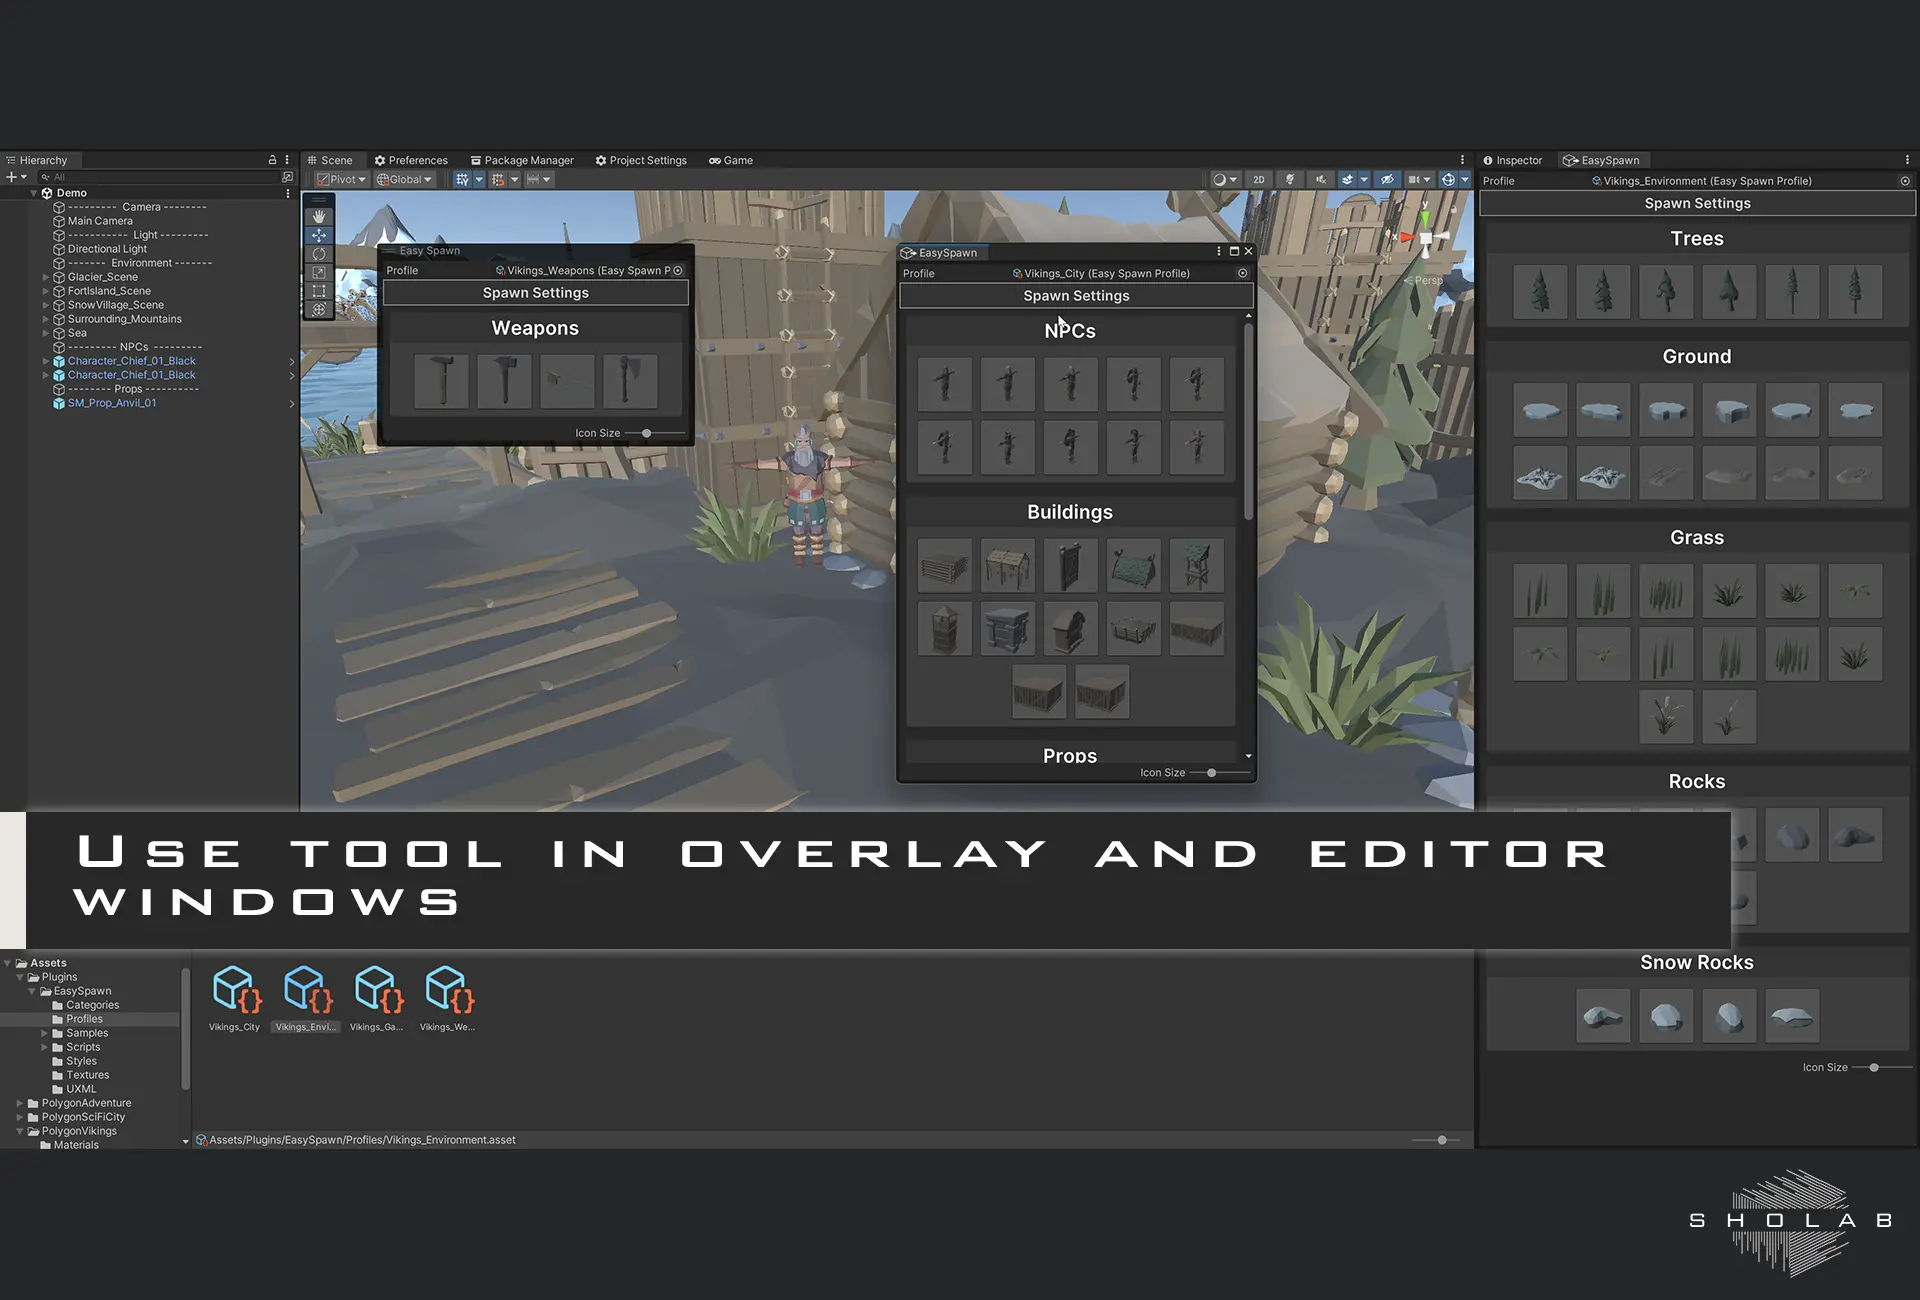 Hierarchy
All
Demo
--------- Camera --------
Main Camera
----------- Light ---------
Directional Light
------- Environment -------
Glacier_Scene
FortIsland_Scene
SnowVillage_Scene
Surrounding_Mountains
Sea
--------- NPCs ---------
Character_Chief_01_Black
Character_Chief_01_Black
-------- Props ---------
SM_Prop_Anvil_01
Scene
Preferences
Package Manager
Project Settings
Game
Pivot
Global
2D
Easy Spawn
Profile
Vikings_Weapons (Easy Spawn P
Spawn Settings
Weapons
Icon Size
EasySpawn
Profile
Vikings_City (Easy Spawn Profile)
Spawn Settings
NPCs
Buildings
Props
Icon Size
y
x
Persp
Inspector
EasySpawn
Profile
Vikings_Environment (Easy Spawn Profile)
Spawn Settings
Trees
Ground
Grass
Rocks
Snow Rocks
Icon Size
Use tool in overlay and editor
windows
Assets
Plugins
EasySpawn
Categories
Profiles
Samples
Scripts
Styles
Textures
UXML
PolygonAdventure
PolygonSciFiCity
PolygonVikings
Materials
Vikings_City
Vikings_Envi...
Vikings_Ga...
Vikings_We...
Assets/Plugins/EasySpawn/Profiles/Vikings_Environment.asset
SHOLAB